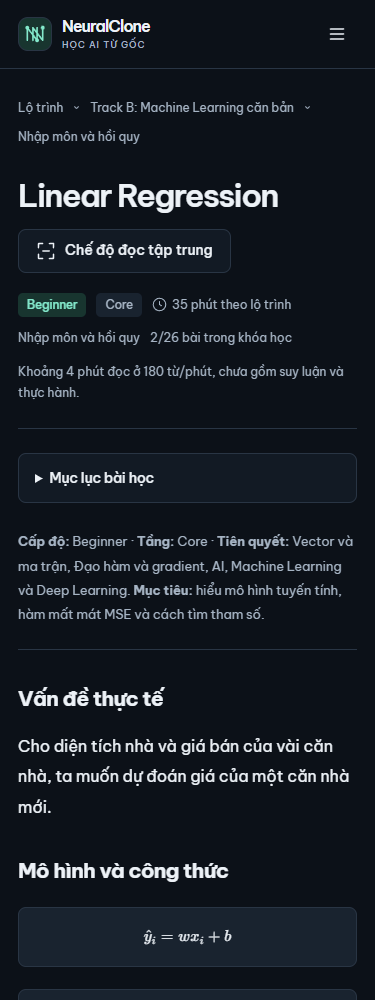 NeuralClone
HỌC AI TỪ GỐC
Lộ trình
Track B: Machine Learning căn bản
Nhập môn và hồi quy
Linear Regression
Chế độ đọc tập trung
Beginner Core 35 phút theo lộ trình
Nhập môn và hồi quy 2/26 bài trong khóa học
Khoảng 4 phút đọc ở 180 từ/phút, chưa gồm suy luận và
thực hành.
Mục lục bài học
Cấp độ: Beginner · Tầng: Core · Tiên quyết: Vector và
ma trận, Đạo hàm và gradient, AI, Machine Learning
và Deep Learning. Mục tiêu: hiểu mô hình tuyến tính,
hàm mất mát MSE và cách tìm tham số.
Vấn đề thực tế
Cho diện tích nhà và giá bán của vài căn
nhà, ta muốn dự đoán giá của một căn nhà
mới.
Mô hình và công thức
ŷᵢ = wxᵢ + b